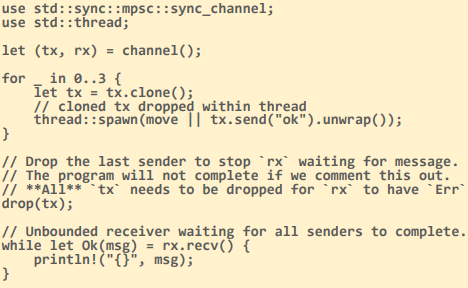 use std::sync::mpsc::sync_channel;
use std::thread;

let (tx, rx) = channel();

for _ in 0..3 {
    let tx = tx.clone();
    // cloned tx dropped within thread
    thread::spawn(move || tx.send("ok").unwrap());
}

// Drop the last sender to stop `rx` waiting for message.
// The program will not complete if we comment this out.
// **All** `tx` needs to be dropped for `rx` to have `Err`
drop(tx);

// Unbounded receiver waiting for all senders to complete.
while let Ok(msg) = rx.recv() {
    println!("{}", msg);
}